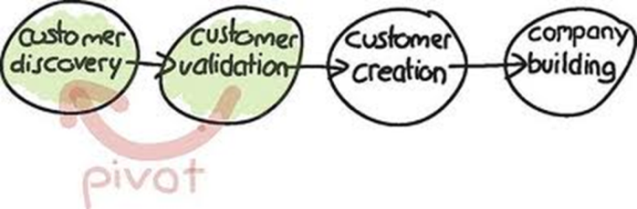 customer
discovery
customer
validation
customer
creation
company
building
pivot